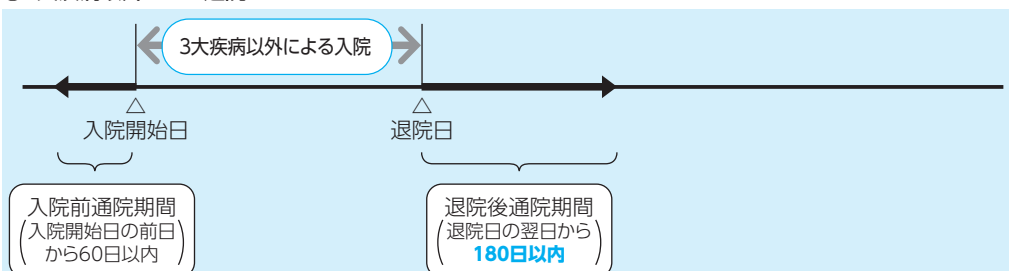 3大疾病以外による入院
△ △
入院開始日 退院日
入院前通院期間 退院後通院期間
(入院開始日の前日 (退院日の翌日から
から60日以内) 180日以内)